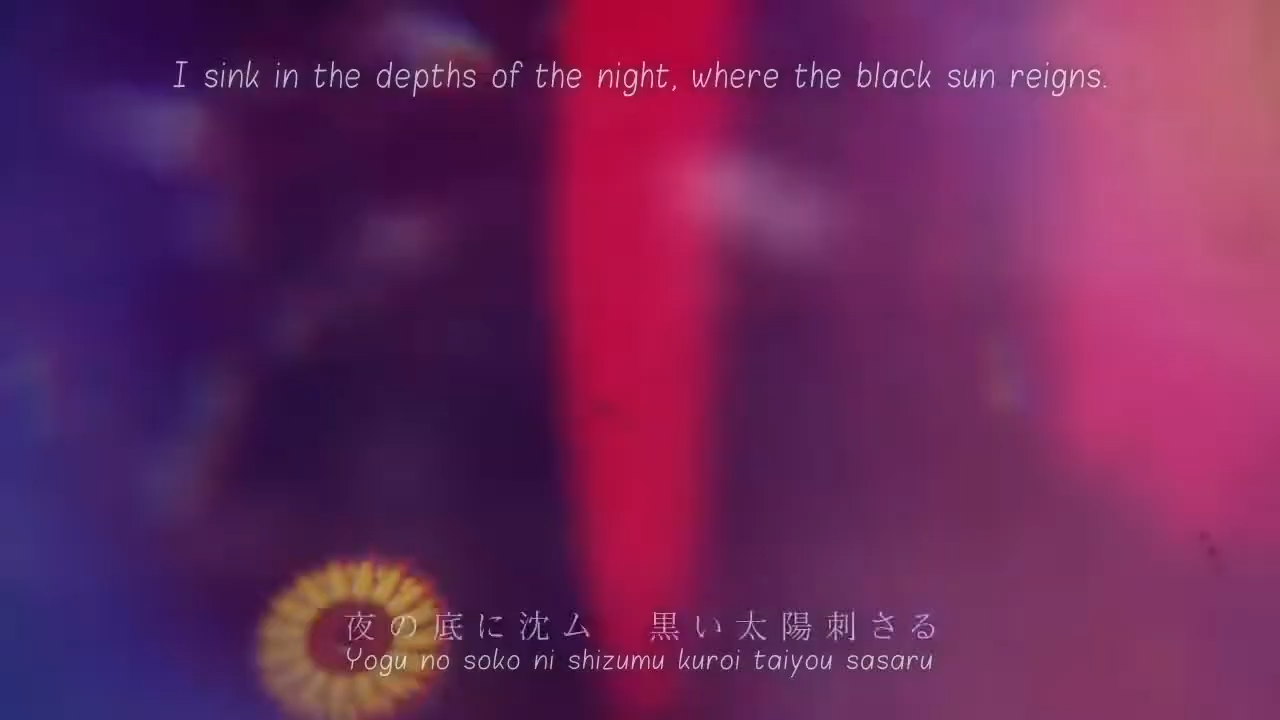 I sink in the depths of the night, where the black sun reigns.
夜の底に沈ム　黒い太陽刺さる
Yogu no soko ni shizumu kuroi taiyou sasaru